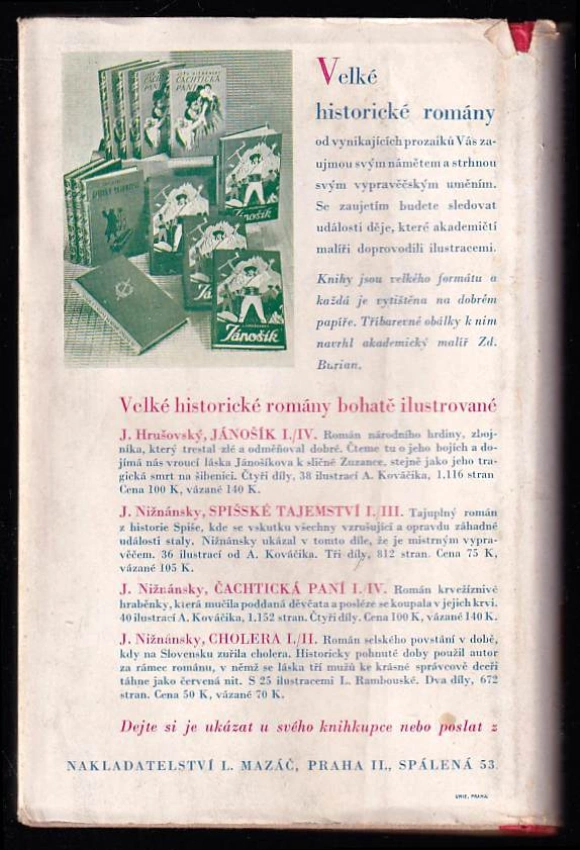 ČACHTICKÁ
PANÍ
Jánošík
Jánošík
Jánošík
Velké
historické romány
od vynikajících prozaiků Vás za-
ujmou svým námětem a strhnou
svým vypravěčským uměním.
Se zaujetím budete sledovat
události děje, které akademičtí
malíři doprovodili ilustracemi.
Knihy jsou velkého formátu a
každá je vytištěna na dobrém
papíře. Tříbarevné obálky k nim
navrhl akademický malíř Zd.
Burian.
Velké historické romány bohatě ilustrované
J. Hrušovský, JÁNOŠÍK I./IV. Román národního hrdiny, zboj-
níka, který trestal zlé a odměňoval dobré. Čteme tu o jeho bojích a do-
jímá nás vroucí láska Jánošíkova k sličné Zuzance, stejně jako jeho tra-
gická smrt na šibenici. Čtyři díly, 38 ilustrací A. Kováčika, 1.116 stran
Cena 100 K, vázané 140 K.
J. Nižnánsky, SPIŠSKÉ TAJEMSTVÍ I./III. Tajuplný román
z historie Spiše, kde se vskutku všechny vzrušující a opravdu záhadné
události staly. Nižnánsky ukázal v tomto díle, že je mistrným vypra-
věčem. 36 ilustrací od A. Kováčika. Tři díly, 812 stran. Cena 75 K,
vázané 105 K.
J. Nižnánsky, ČACHTICKÁ PANÍ I./IV. Román krvežíznivé
hraběnky, která mučila poddaná děvčata a posléze se koupala v jejich krvi.
40 ilustrací A. Kováčika, 1.152 stran. Čtyři díly. Cena 100 K, vázané 140 K.
J. Nižnánsky, CHOLERA I./II. Román selského povstání v době,
kdy na Slovensku zuřila cholera. Historicky pohnuté doby použil autor
za rámec románu, v němž se láska tří mužů ke krásné správcově dceři
táhne jako červená nit. S 25 ilustracemi L. Rambouské. Dva díly, 672
stran. Cena 50 K, vázané 70 K.
Dejte si je ukázat u svého knihkupce nebo poslat z
NAKLADATELSTVÍ L. MAZÁČ, PRAHA II., SPÁLENÁ 53.
UNIE, PRAHA